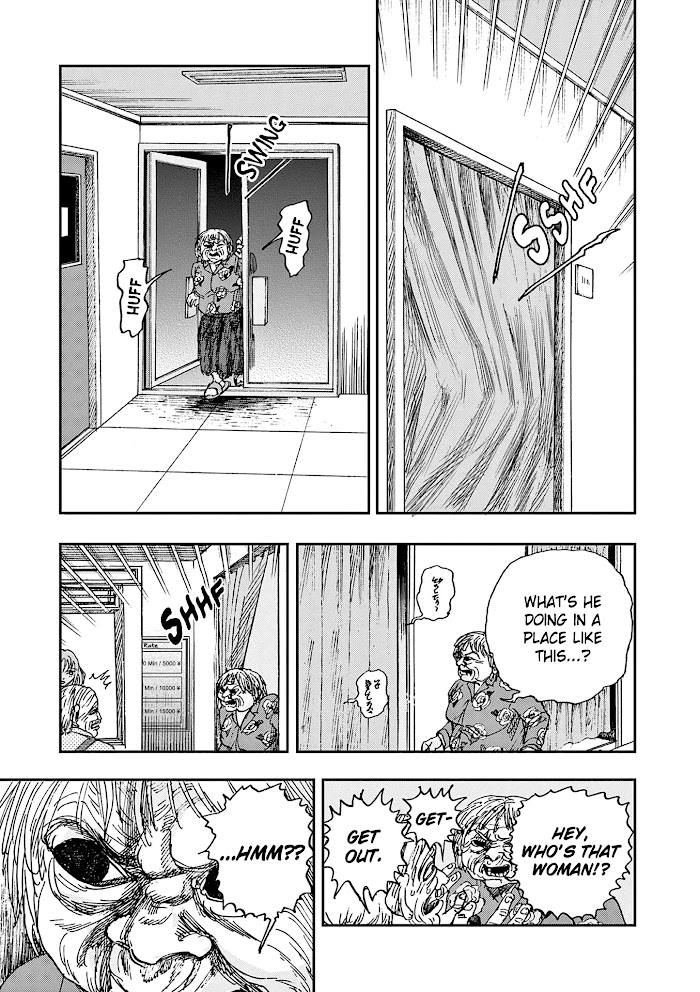 SSHF
SWING
HUFF
HUFF
WHAT'S HE
DOING IN A
PLACE LIKE
THIS...?
SHHF
Rate
0 Min / 5000 ¥
Min / 10000 ¥
Min / 15000 ¥
HEY,
WHO'S THAT
WOMAN!?
GET-
GET
OUT.
...HMM??